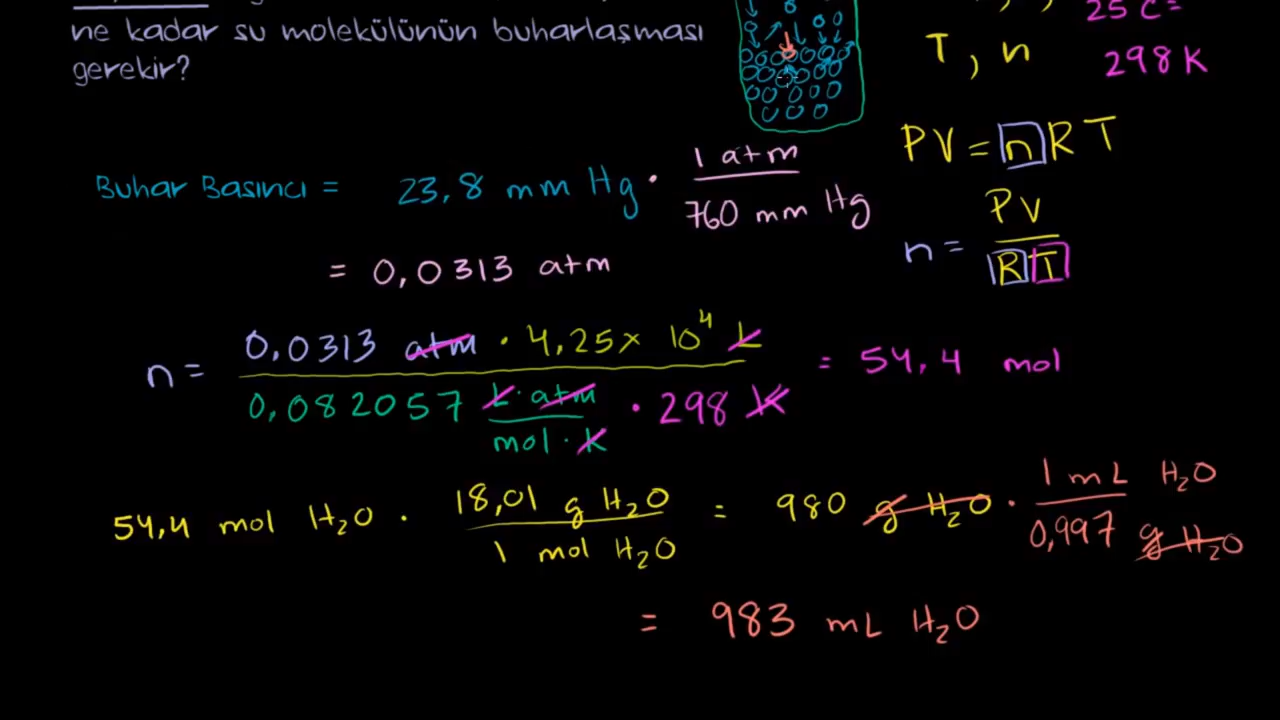 ne kadar su molekülünün buharlaşması
gerekir?
25 C =
298 K
T, n
PV = n R T
n = PV / RT
Buhar Basıncı = 23,8 mm Hg · 1 atm / 760 mm Hg
= 0,0313 atm
n = 0,0313 atm · 4,25 x 10⁴ L / 0,082057 L·atm / mol·K · 298 K = 54,4 mol
54,4 mol H₂O · 18,01 g H₂O / 1 mol H₂O = 980 g H₂O · 1 mL H₂O / 0,997 g H₂O
= 983 mL H₂O